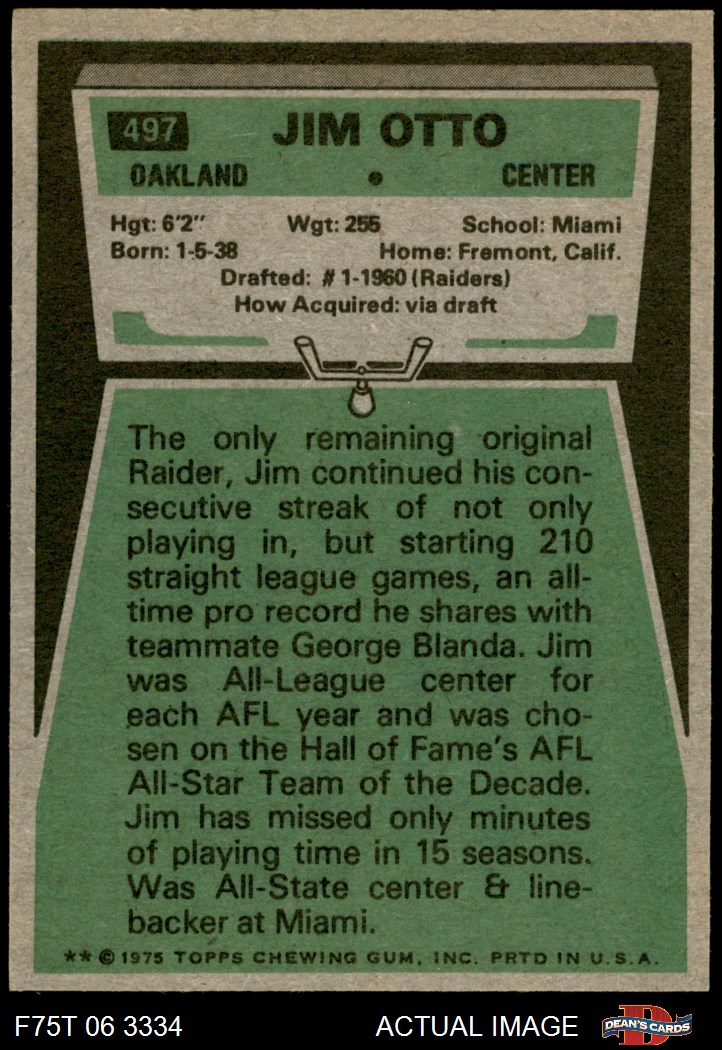 497 JIM OTTO
OAKLAND • CENTER
Hgt: 6'2" Wgt: 255 School: Miami
Born: 1-5-38 Home: Fremont, Calif.
Drafted: #1-1960 (Raiders)
How Acquired: via draft
The only remaining original
Raider, Jim continued his con-
secutive streak of not only
playing in, but starting 210
straight league games, an all-
time pro record he shares with
teammate George Blanda. Jim
was All-League center for
each AFL year and was cho-
sen on the Hall of Fame's AFL
All-Star Team of the Decade.
Jim has missed only minutes
of playing time in 15 seasons.
Was All-State center & line-
backer at Miami.
** © 1975 TOPPS CHEWING GUM, INC. PRTD IN U.S.A.
F75T 06 3334 ACTUAL IMAGE D DEAN'S CARDS